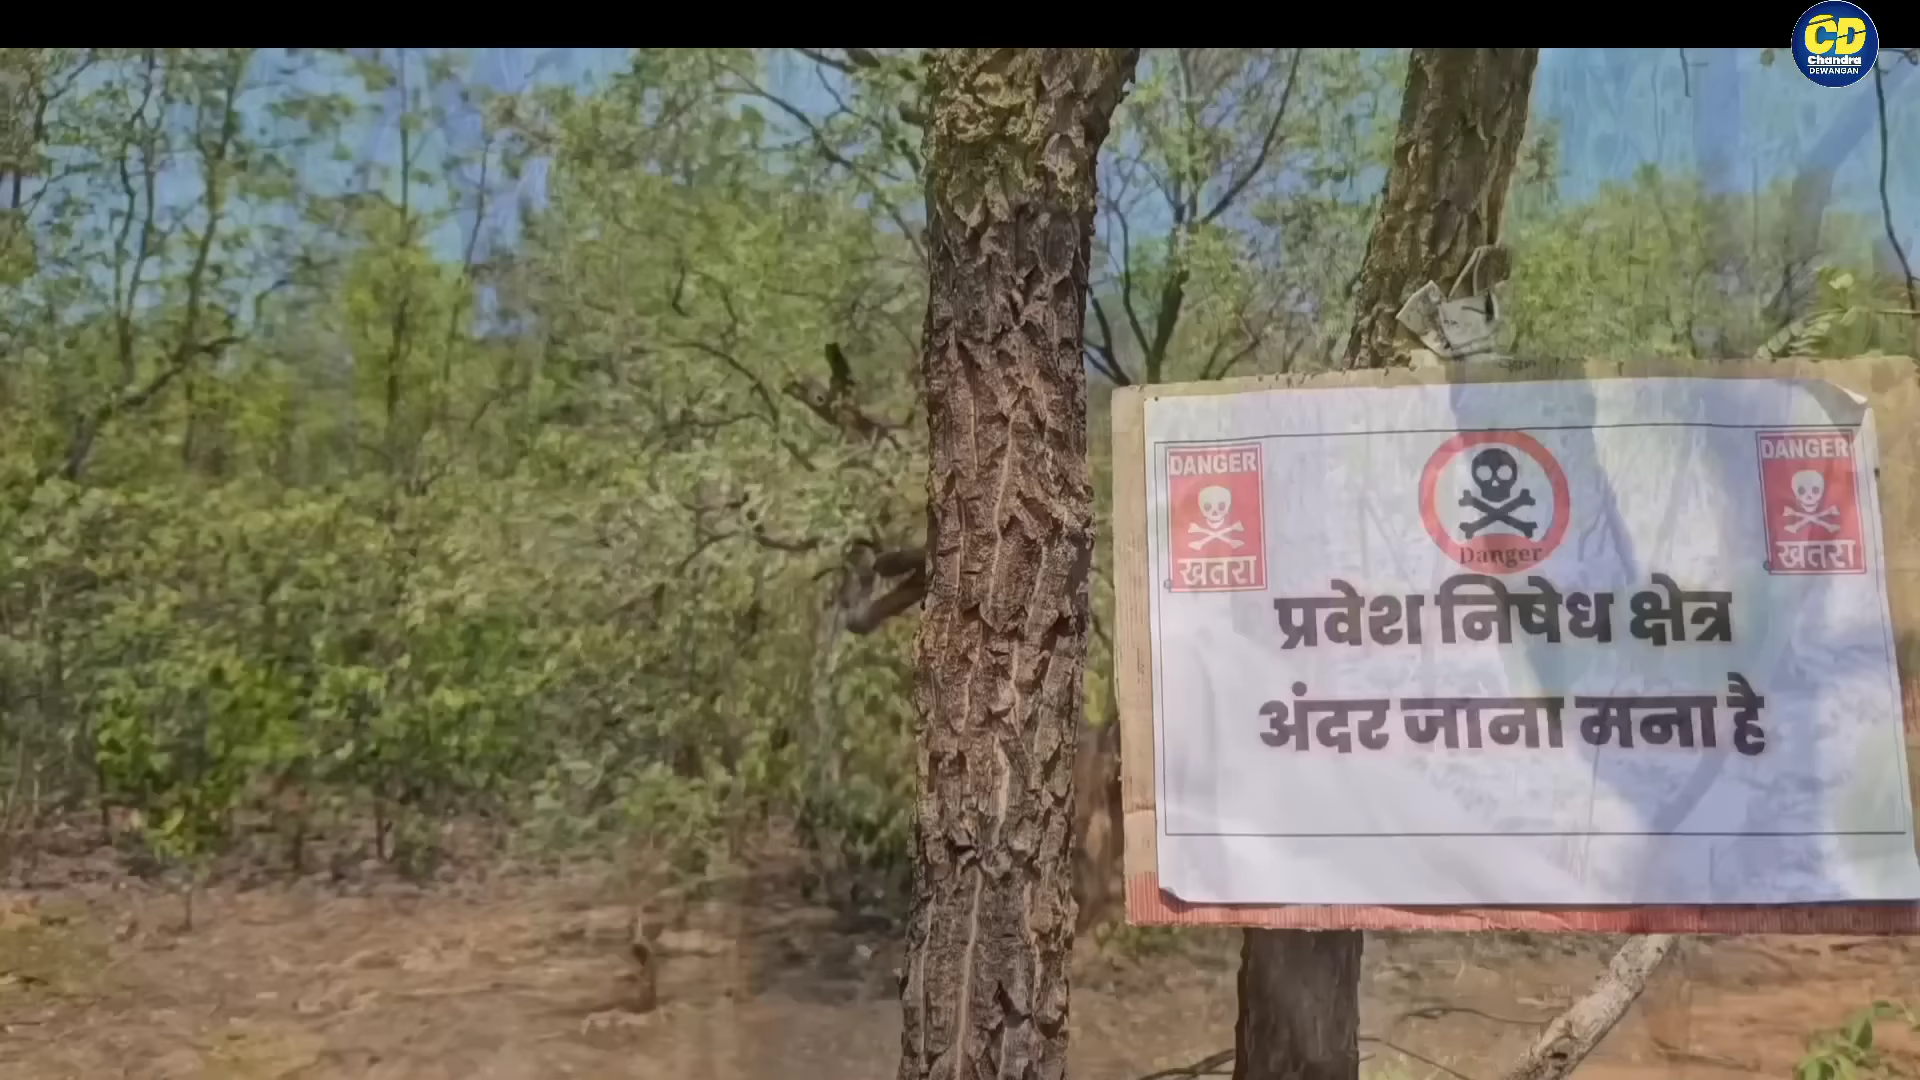 CD
Chandra
DEWANGAN
DANGER
खतरा
Danger
DANGER
खतरा
प्रवेश निषेध क्षेत्र
अंदर जाना मना है